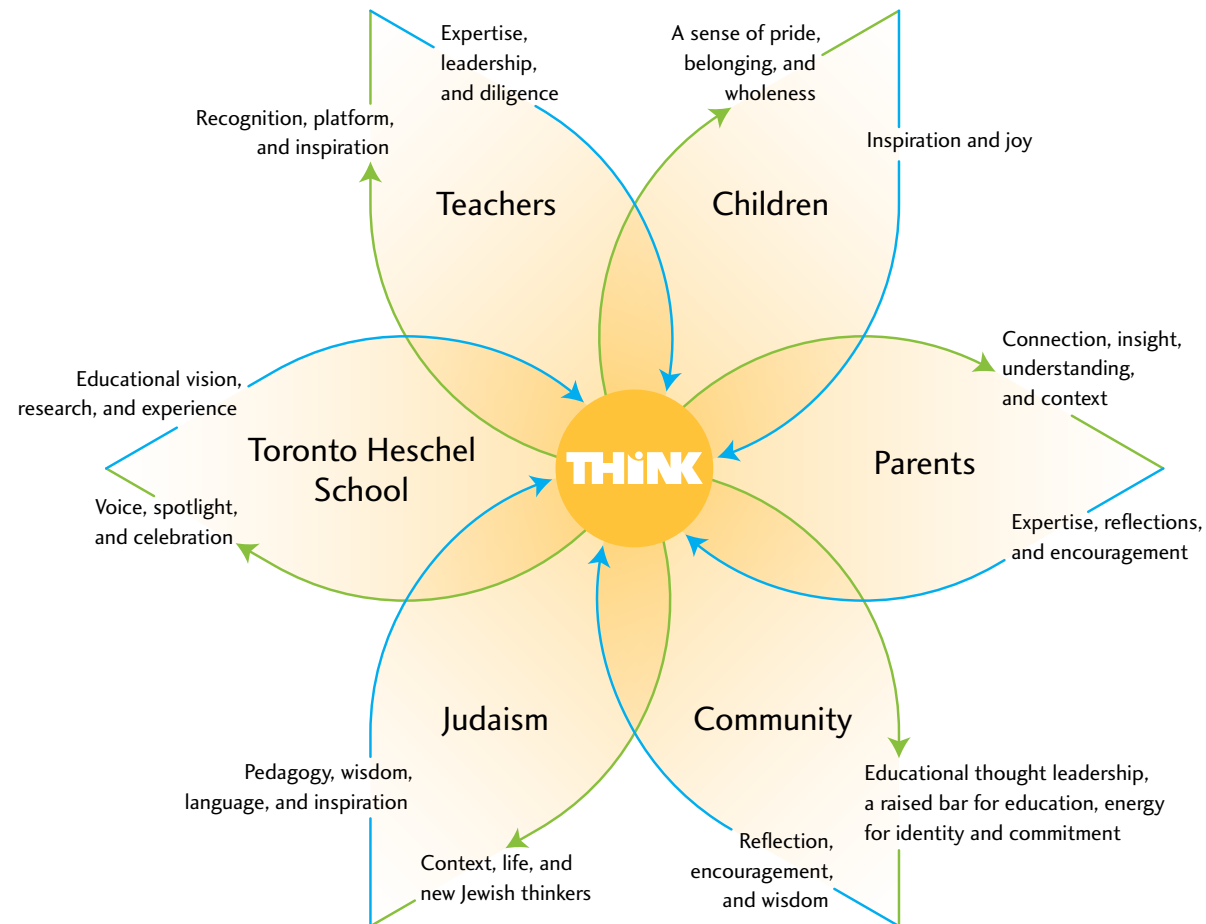 Expertise,
leadership,
and diligence
A sense of pride,
belonging, and
wholeness
Recognition, platform,
and inspiration
Inspiration and joy
Teachers
Children
Connection, insight,
understanding,
and context
Educational vision,
research, and experience
Toronto Heschel
School
THiNK
Parents
Voice, spotlight,
and celebration
Expertise, reflections,
and encouragement
Judaism
Community
Pedagogy, wisdom,
language, and inspiration
Educational thought leadership,
a raised bar for education, energy
for identity and commitment
Reflection,
encouragement,
and wisdom
Context, life, and
new Jewish thinkers